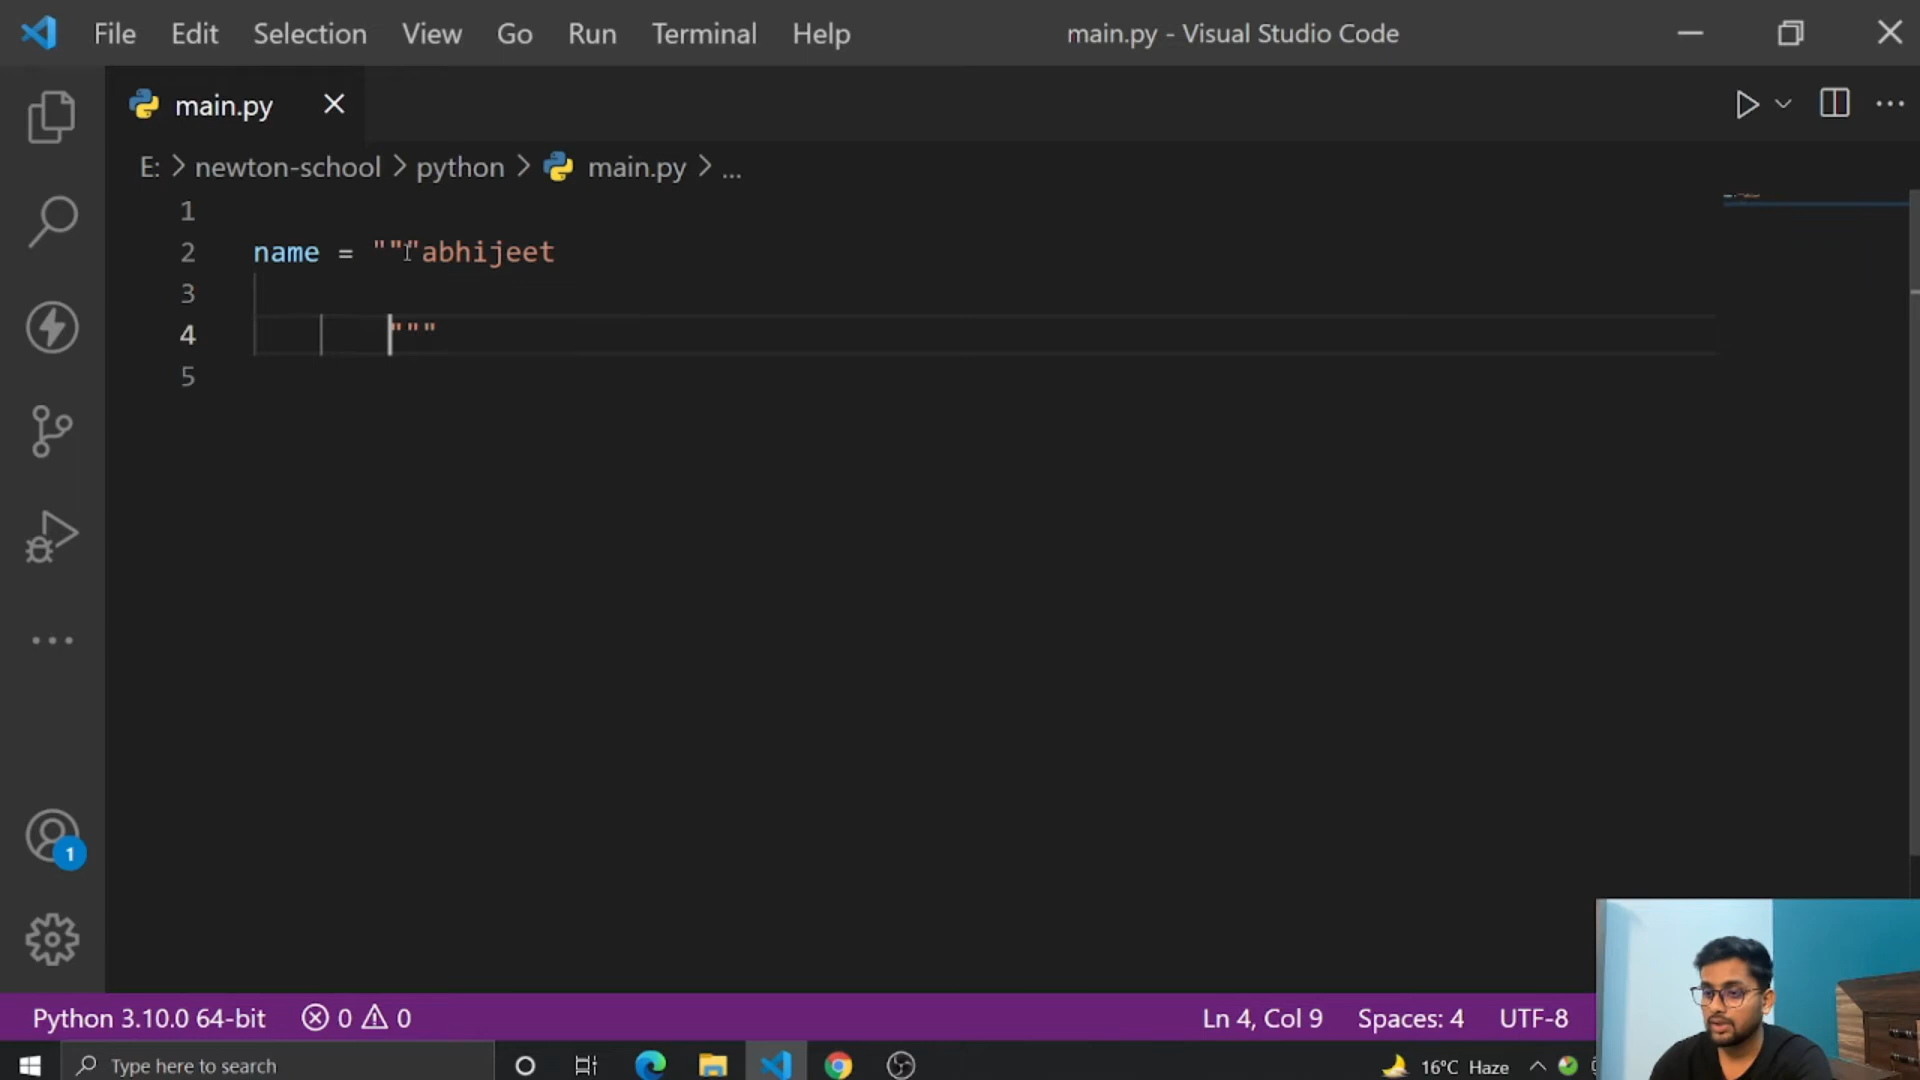 File Edit Selection View Go Run Terminal Help main.py - Visual Studio Code
main.py
E: > newton-school > python > main.py > ...
1
2 name = """abhijeet
3
4 """
5
1
Python 3.10.0 64-bit 0 0 Ln 4, Col 9 Spaces: 4 UTF-8
Type here to search 16°C Haze